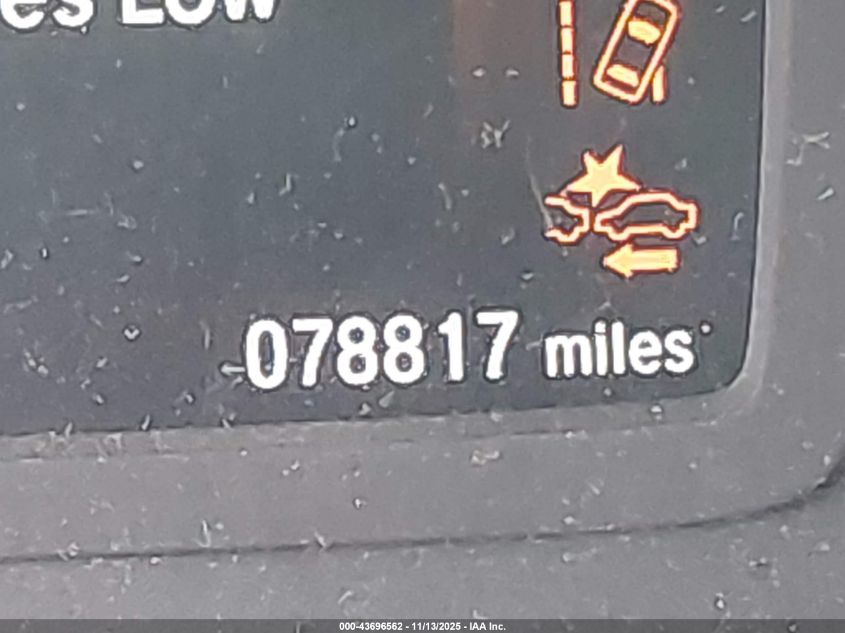 es Low
078817 miles
000-43696562 - 11/13/2025 - IAA Inc.